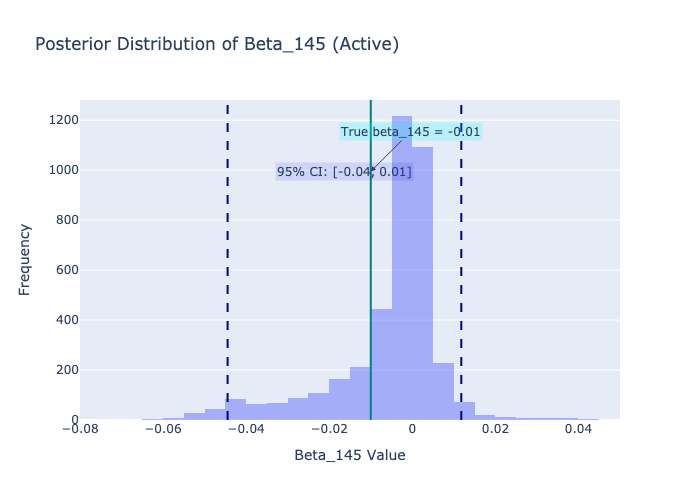 Posterior Distribution of Beta_145 (Active)
1200
True beta_145 = -0.01
1000
95% CI: [-0.04, 0.01]
800
600
400
200
0
Frequency
−0.08
−0.06
−0.04
−0.02
0
0.02
0.04
Beta_145 Value